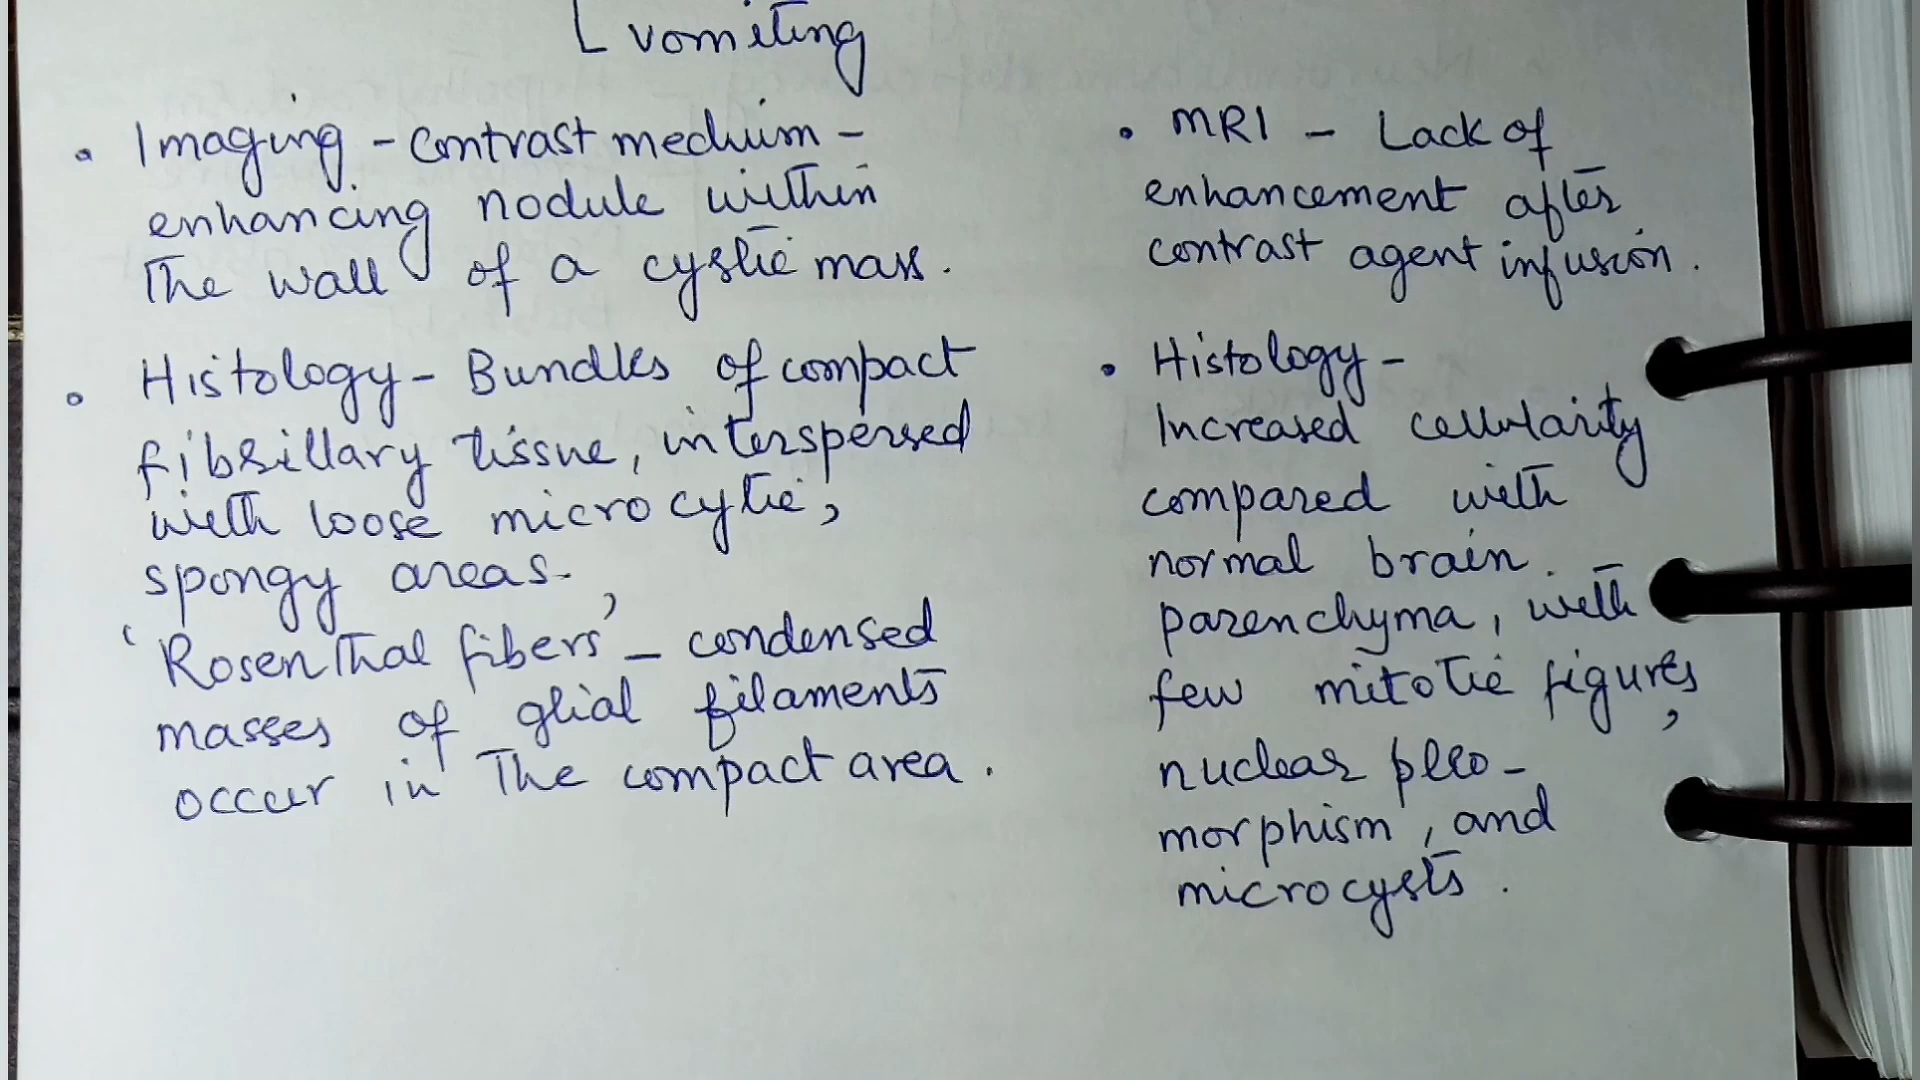 vomiting
• Imaging - contrast medium -
enhancing nodule within
the wall of a cystic mass.
• Histology - Bundles of compact
fibrillary tissue, interspersed
with loose microcytic,
spongy areas.
'Rosenthal fibers' - condensed
masses of glial filaments
occur in the compact area.
• MRI - Lack of
enhancement after
contrast agent infusion.
• Histology -
Increased cellularity
compared with
normal brain.
parenchyma, with
few mitotic figures,
nuclear pleo-
morphism, and
microcysts.